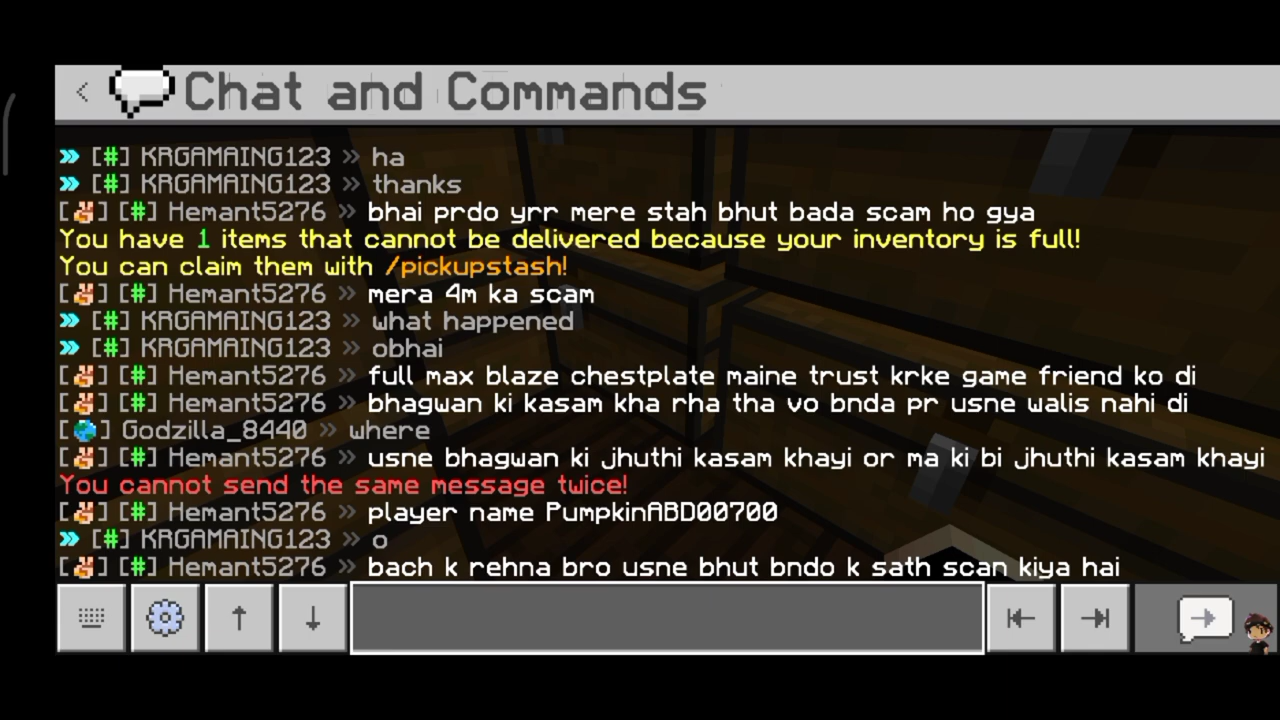 Chat and Commands
» [#] KRGAMAING123 » ha
» [#] KRGAMAING123 » thanks
[✌] [#] Hemant5276 » bhai prdo yrr mere stah bhut bada scam ho gya
You have 1 items that cannot be delivered because your inventory is full!
You can claim them with /pickupstash!
[✌] [#] Hemant5276 » mera 4m ka scam
» [#] KRGAMAING123 » what happened
» [#] KRGAMAING123 » obhai
[✌] [#] Hemant5276 » full max blaze chestplate maine trust krke game friend ko di
[✌] [#] Hemant5276 » bhagwan ki kasam kha rha tha vo bnda pr usne walis nahi di
[🌎] Godzilla_8440 » where
[✌] [#] Hemant5276 » usne bhagwan ki jhuthi kasam khayi or ma ki bi jhuthi kasam khayi
You cannot send the same message twice!
[✌] [#] Hemant5276 » player name PumpkinABD00700
» [#] KRGAMAING123 » o
[✌] [#] Hemant5276 » bach k rehna bro usne bhut bndo k sath scan kiya hai